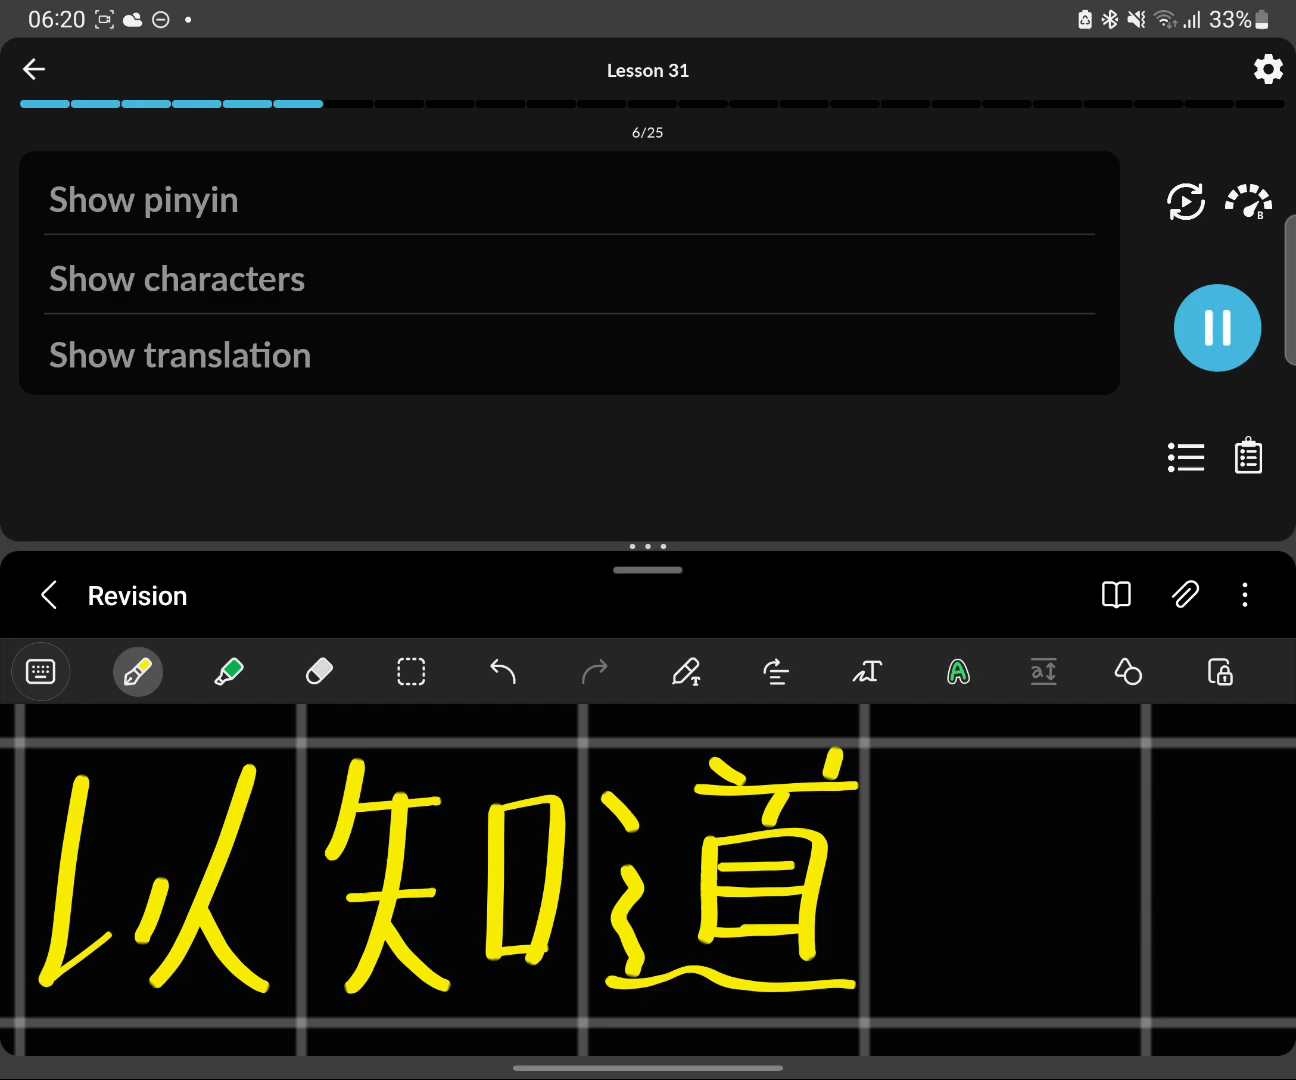 06:20 33%
Lesson 31
6/25
Show pinyin
Show characters
Show translation
B
Revision
T T A a
以知道